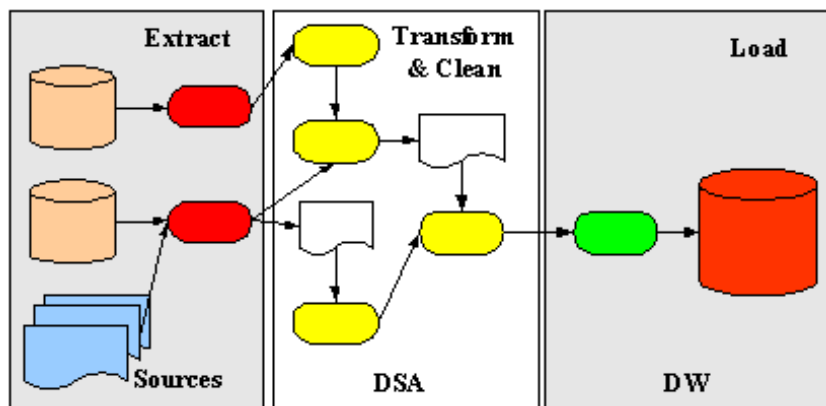 Extract
Transform
& Clean
Load
Sources
DSA
DW